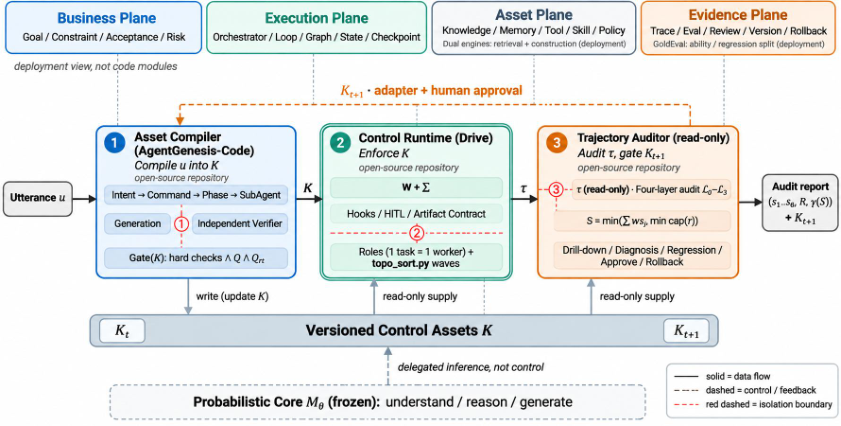 Business Plane
Goal / Constraint / Acceptance / Risk
Execution Plane
Orchestrator / Loop / Graph / State / Checkpoint
Asset Plane
Knowledge / Memory / Tool / Skill / Policy
Dual engines: retrieval + construction (deployment)
Evidence Plane
Trace / Eval / Review / Version / Rollback
GoldEval: ability / regression split (deployment)
deployment view, not code modules
K_{t+1} · adapter + human approval
1
Asset Compiler
(AgentGenesis-Code)
Compile u into K
open-source repository
Intent → Command → Phase → SubAgent
Generation
1
Independent Verifier
Gate(K): hard checks ∧ Q ∧ Q_{rt}
2
Control Runtime (Drive)
Enforce K
open-source repository
W + Σ
Hooks / HITL / Artifact Contract
2
Roles (1 task = 1 worker) +
topo_sort.py waves
3
Trajectory Auditor (read-only)
Audit τ, gate K_{t+1}
open-source repository
3
τ (read-only) · Four-layer audit ℒ₀–ℒ₃
S = min(∑ws_i, min cap(r))
Drill-down / Diagnosis / Regression /
Approve / Rollback
Utterance u
K
τ
Audit report
(s₁..s₆, R, γ(S))
+ K_{t+1}
write (update K)
read-only supply
read-only supply
K_t
Versioned Control Assets K
K_{t+1}
delegated inference, not control
Probabilistic Core M_θ (frozen): understand / reason / generate
solid = data flow
dashed = control / feedback
red dashed = isolation boundary